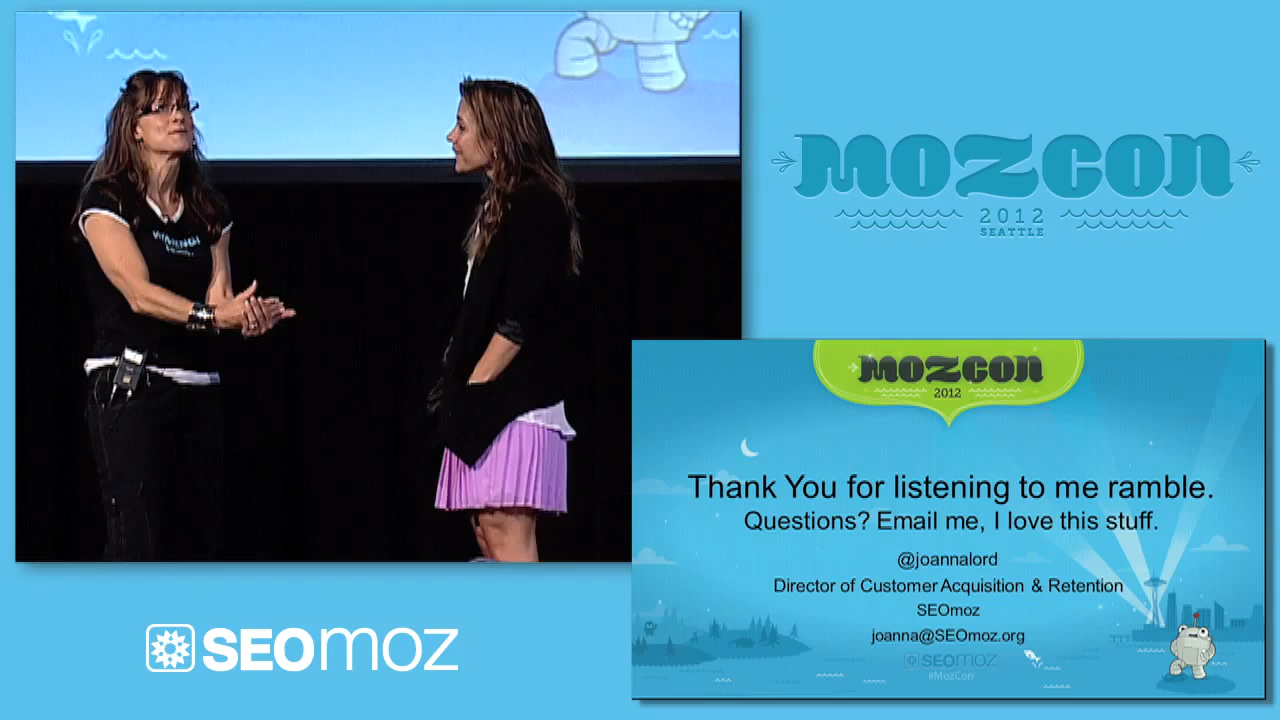 MOZCON
2012
SEATTLE
MOZCON
2012
Thank You for listening to me ramble.
Questions? Email me, I love this stuff.
@joannalord
Director of Customer Acquisition & Retention
SEOmoz
joanna@SEOmoz.org
SEOmoz
#MozCon
SEOmoz